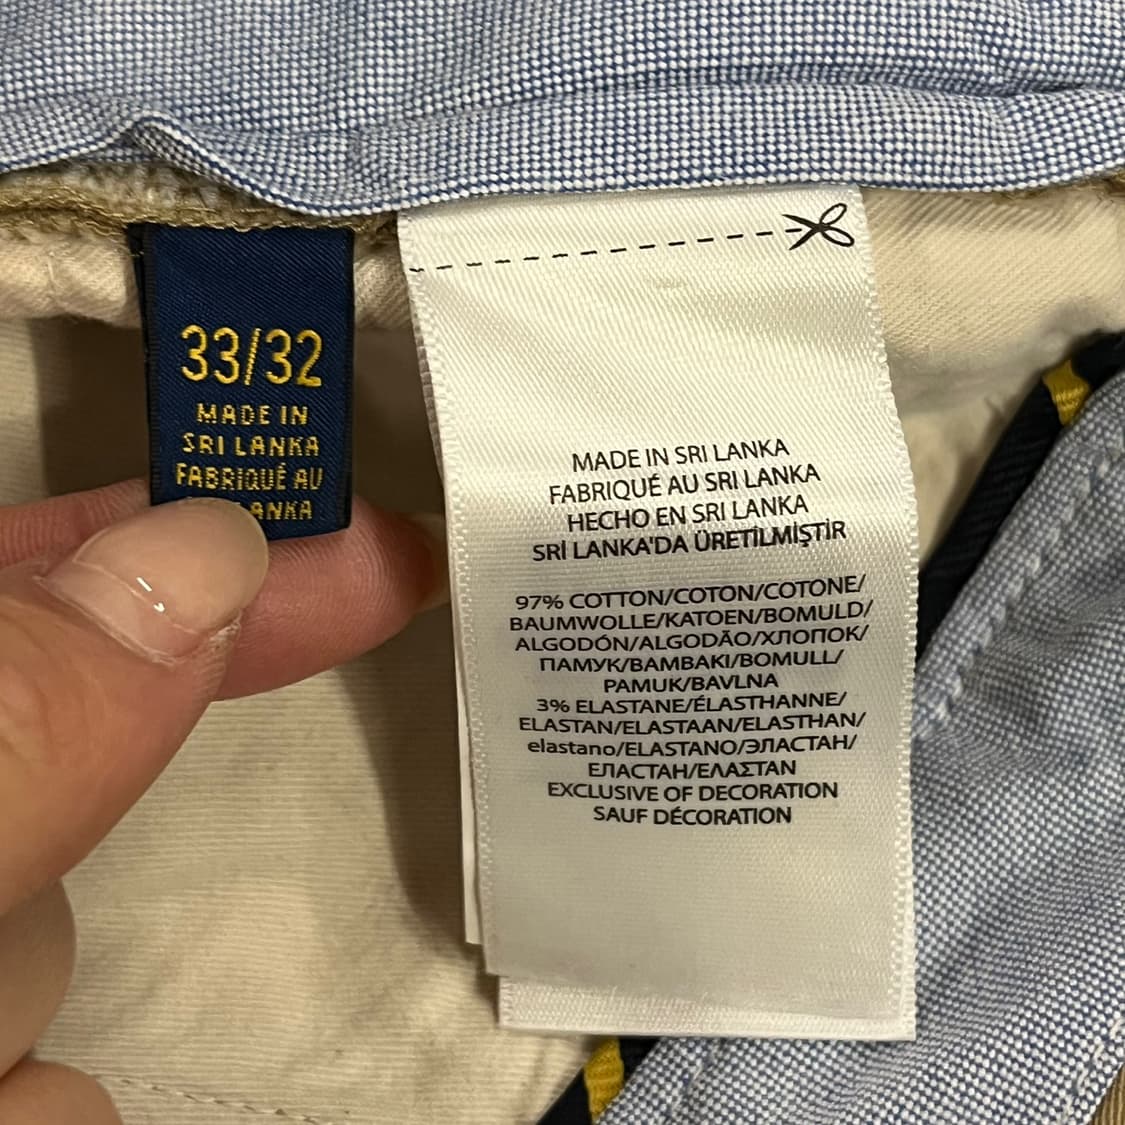 33/32
MADE IN
SRI LANKA
FABRIQUÉ AU
ANKA
MADE IN SRI LANKA
FABRIQUÉ AU SRI LANKA
HECHO EN SRI LANKA
SRİ LANKA'DA ÜRETİLMİŞTİR
97% COTTON/COTON/COTONE/
BAUMWOLLE/KATOEN/BOMULD/
ALGODÓN/ALGODÃO/ХЛОПОК/
ПАМУК/ΒΑΜΒΑΚΙ/BOMULL/
PAMUK/BAVLNA
3% ELASTANE/ÉLASTHANNE/
ELASTAN/ELASTAAN/ELASTHAN/
elastano/ELASTANO/ЭЛАСТАН/
ЕЛАСТАН/ΕΛΑΣΤΑΝ
EXCLUSIVE OF DECORATION
SAUF DÉCORATION